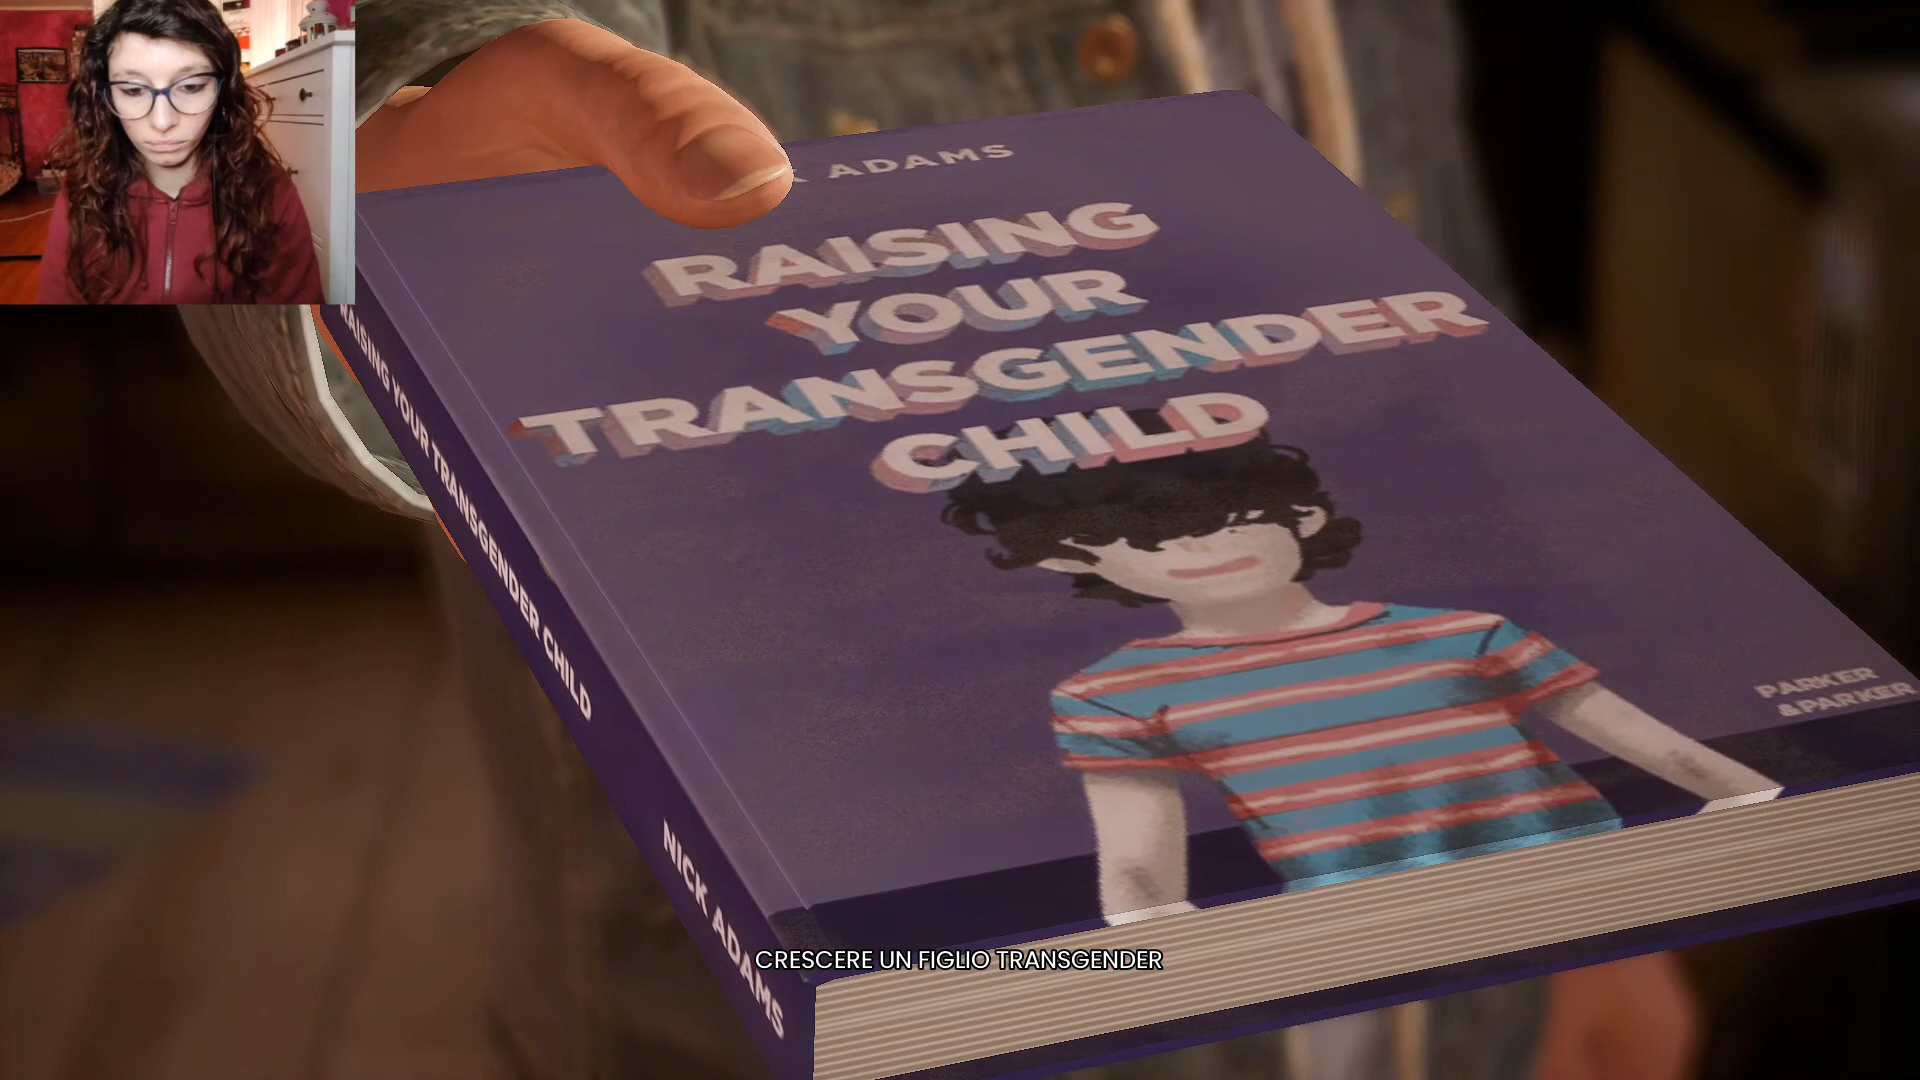 ADAMS
RAISING
YOUR
TRANSGENDER
CHILD
PARKER
&PARKER
RAISING YOUR TRANSGENDER CHILD
NICK ADAMS
CRESCERE UN FIGLIO TRANSGENDER